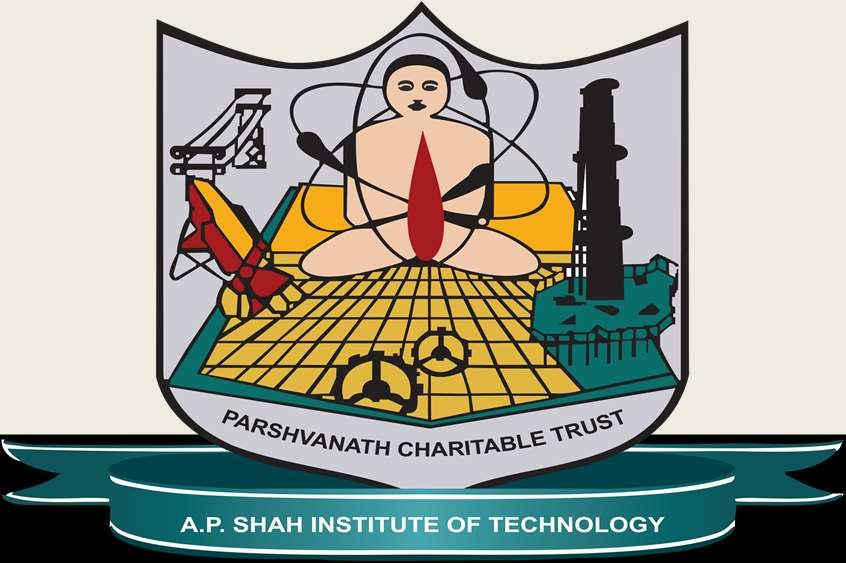 PARSHVANATH CHARITABLE TRUST
A.P. SHAH INSTITUTE OF TECHNOLOGY